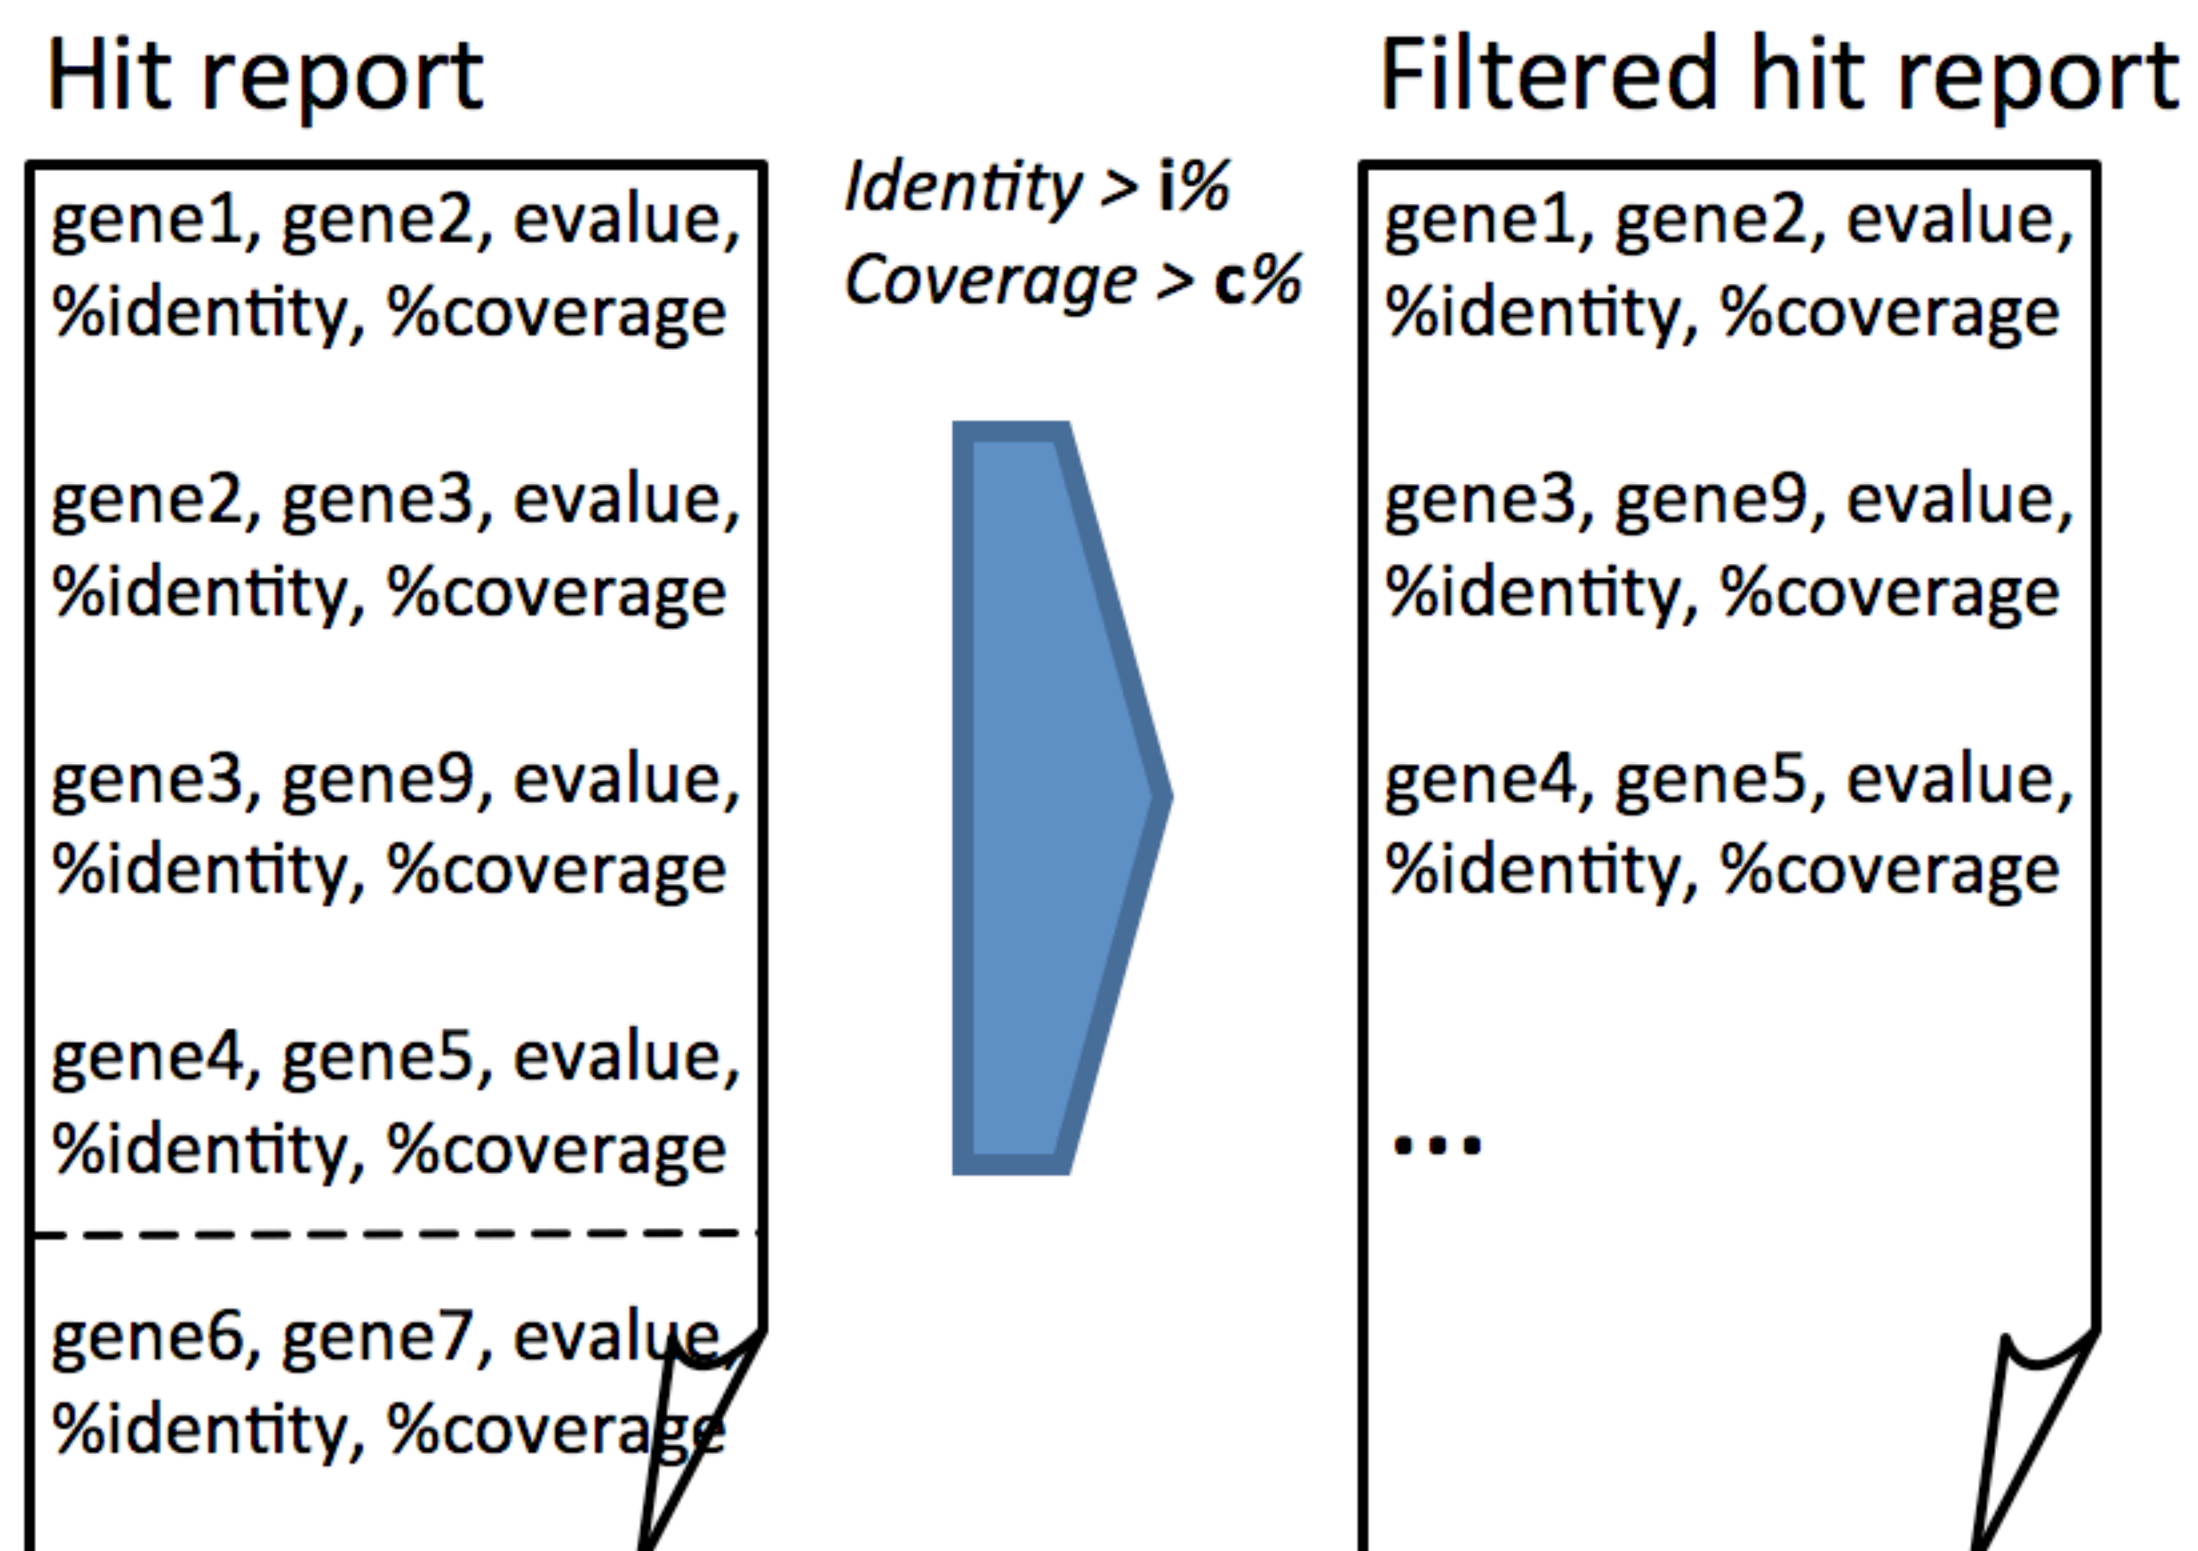 Hit report
gene1, gene2, evalue,
%identity, %coverage
gene2, gene3, evalue,
%identity, %coverage
gene3, gene9, evalue,
%identity, %coverage
gene4, gene5, evalue,
%identity, %coverage
gene6, gene7, evalue,
%identity, %coverage
Identity > i%
Coverage > c%
Filtered hit report
gene1, gene2, evalue,
%identity, %coverage
gene3, gene9, evalue,
%identity, %coverage
gene4, gene5, evalue,
%identity, %coverage
...